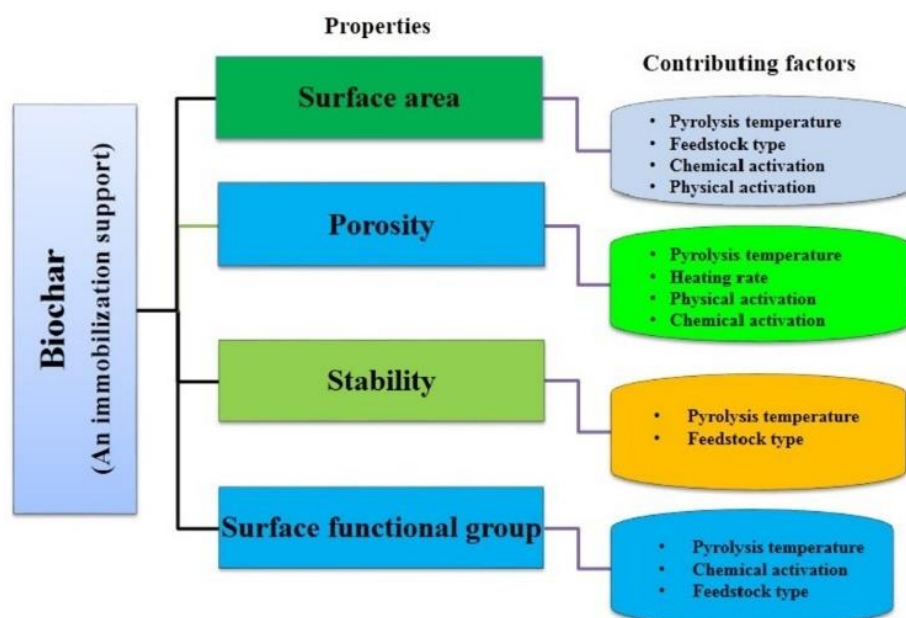 Properties
Contributing factors
Biochar
(An immobilization support)
Surface area
• Pyrolysis temperature
• Feedstock type
• Chemical activation
• Physical activation
Porosity
• Pyrolysis temperature
• Heating rate
• Physical activation
• Chemical activation
Stability
• Pyrolysis temperature
• Feedstock type
Surface functional group
• Pyrolysis temperature
• Chemical activation
• Feedstock type